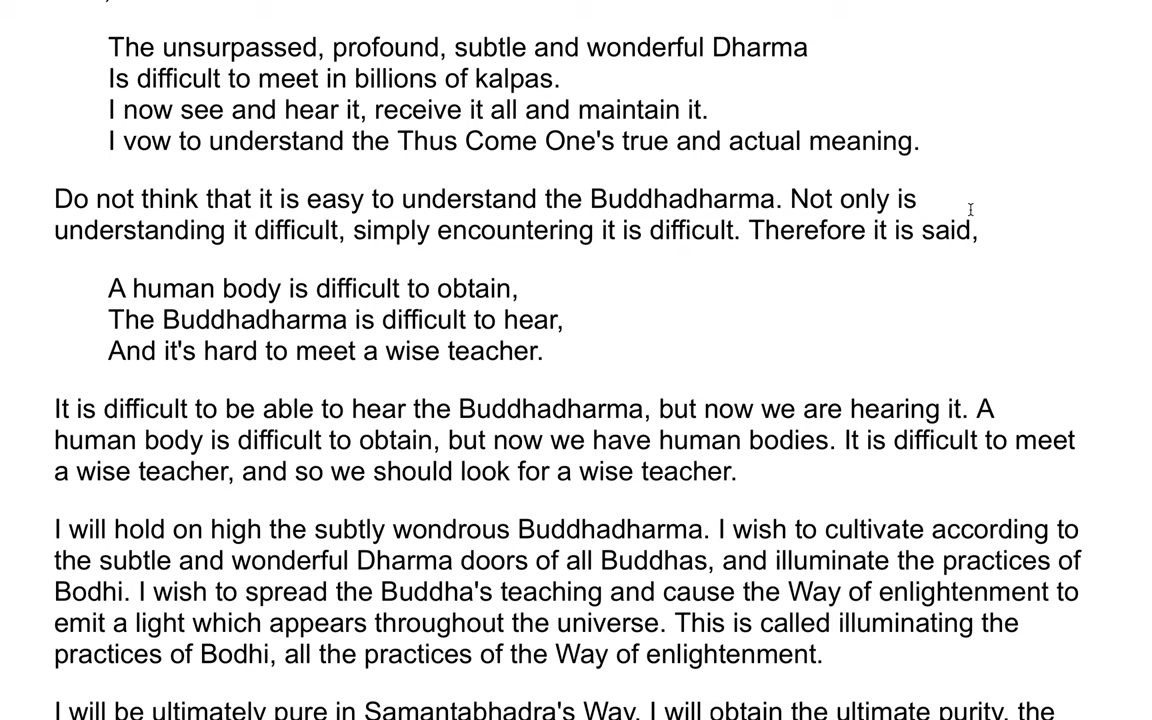 The unsurpassed, profound, subtle and wonderful Dharma
Is difficult to meet in billions of kalpas.
I now see and hear it, receive it all and maintain it.
I vow to understand the Thus Come One's true and actual meaning.
Do not think that it is easy to understand the Buddhadharma. Not only is
understanding it difficult, simply encountering it is difficult. Therefore it is said,
A human body is difficult to obtain,
The Buddhadharma is difficult to hear,
And it's hard to meet a wise teacher.
It is difficult to be able to hear the Buddhadharma, but now we are hearing it. A
human body is difficult to obtain, but now we have human bodies. It is difficult to meet
a wise teacher, and so we should look for a wise teacher.
I will hold on high the subtly wondrous Buddhadharma. I wish to cultivate according to
the subtle and wonderful Dharma doors of all Buddhas, and illuminate the practices of
Bodhi. I wish to spread the Buddha's teaching and cause the Way of enlightenment to
emit a light which appears throughout the universe. This is called illuminating the
practices of Bodhi, all the practices of the Way of enlightenment.
I will be ultimately pure in Samantabhadra's Way. I will obtain the ultimate purity, the